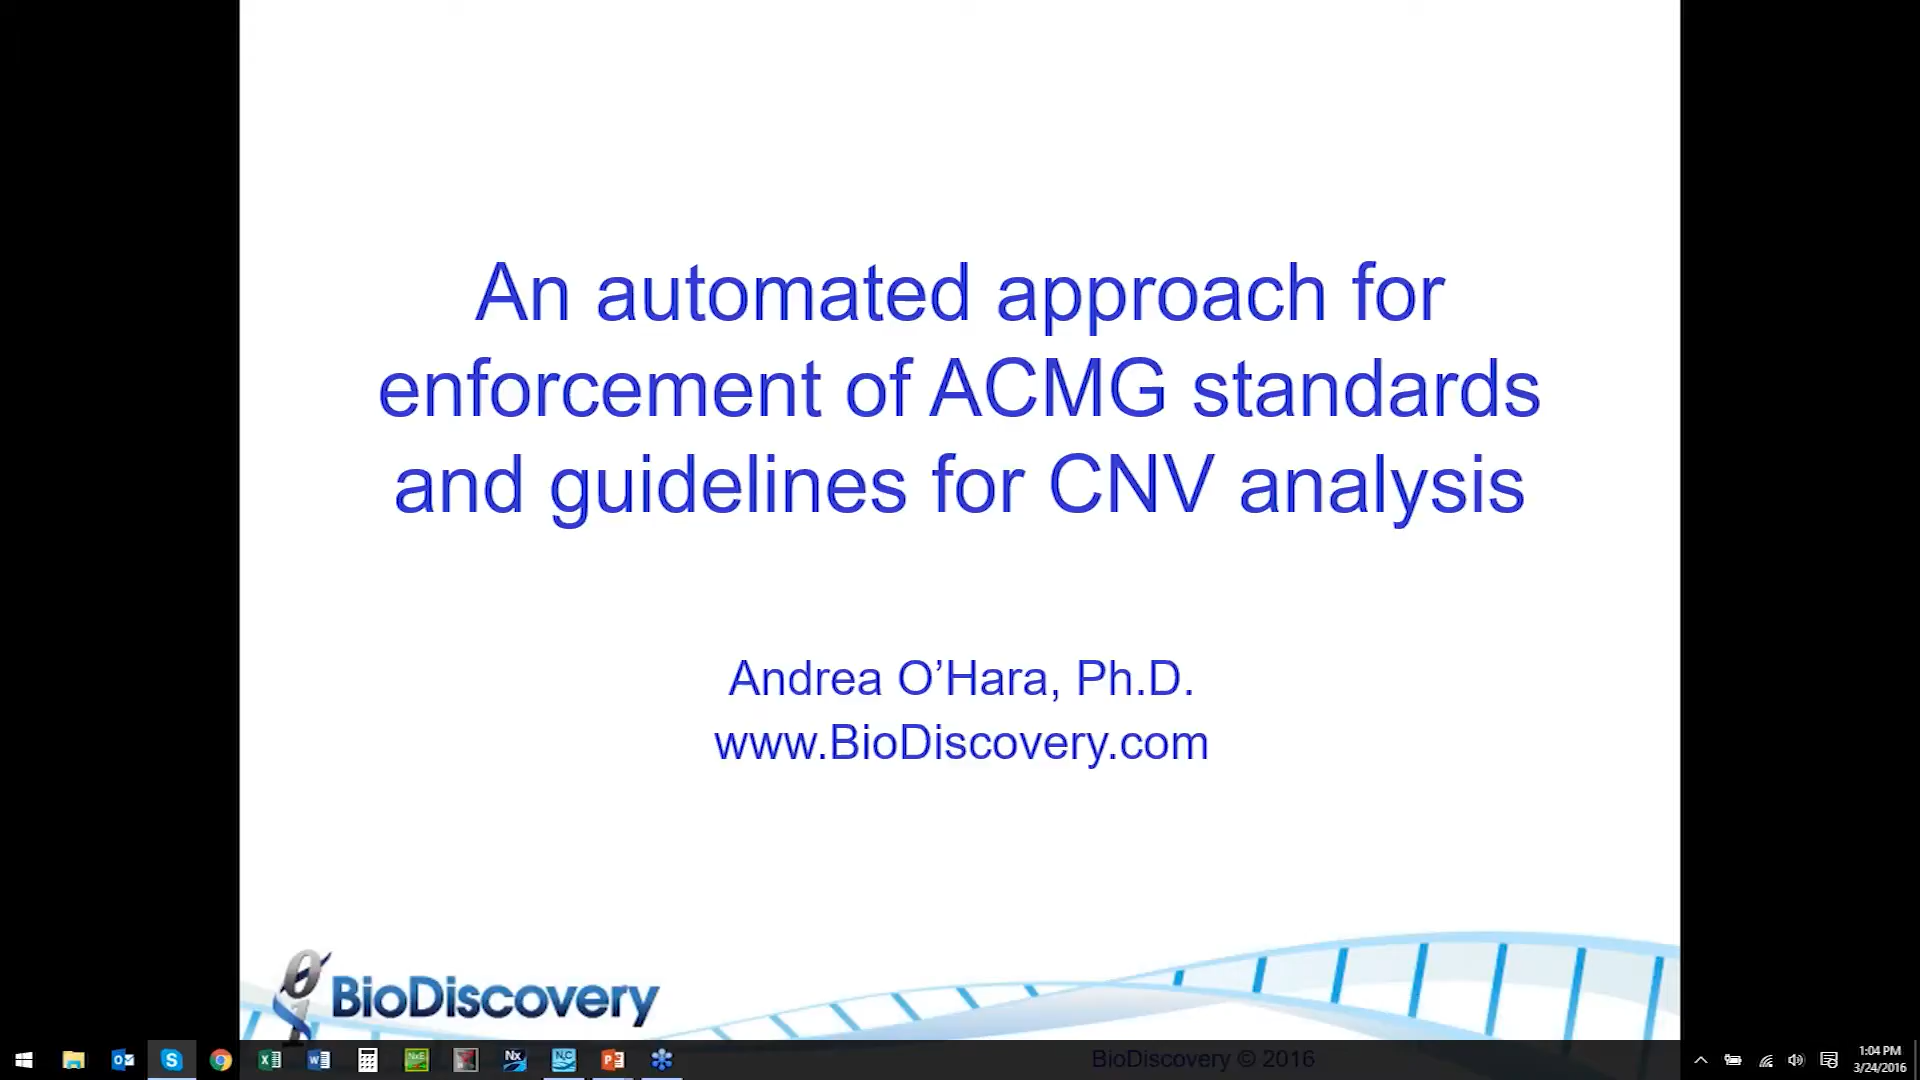 An automated approach for
enforcement of ACMG standards
and guidelines for CNV analysis
Andrea O’Hara, Ph.D.
www.BioDiscovery.com
BioDiscovery
BioDiscovery © 2016
1:04 PM
3/24/2016